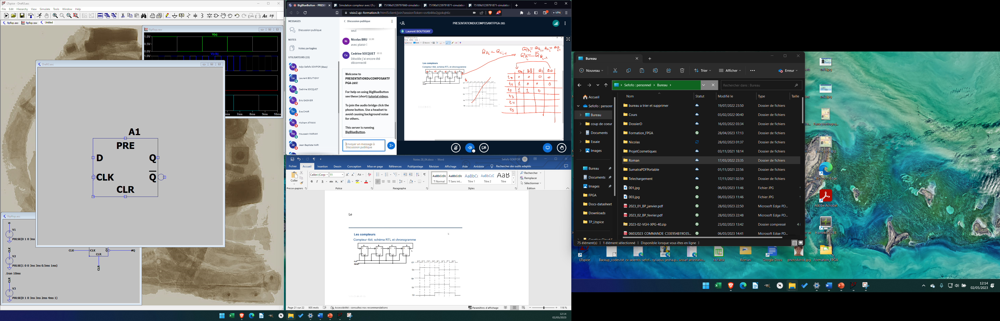 LTspice - Draft3.asc
File Edit Hierarchy View Simulate Tools Window Help
flipflop.asc flipflop.raw Untitled
flipflop.raw
V(s)
1.0V
0.5V
0.0V
1.0V
7ms 8ms 9ms 10ms
Draft3.asc
A1
PRE
D Q
CLK Q
CLR
flipflop.asc
S
V1
PULSE(0 1 0 3ns
CLK
V2
PULSE(1 0 0 3ns 3ns 0.5ms 1ms)
.tran 10ms
CLR
V3
PULSE(0 1 0 3ns 3ns 2ms 4ms 1)
CLK CLK Q #Q
CLR
CLR
BigBlueButton - PRESEN
Simulation compteur avec LTsp
75196d1239797660-simulation
75190d1239791871-simulation
75189d1239791871-simulation
visio2.ajc-formation.fr/html5client/join?sessionToken=ovtb44w2pjokqh6c
VPN
MESSAGES
Discussion publique
NOTES
Notes partagées
UTILISATEURS (15)
Adjo Sefofo SOKPOR (Vous)
Laurent BOUTIGNY
Cedrine SOCQUET
Eric GASNIER
Eve CHAR
Hicham ATMANI
Houssein MARIAM
Jean Baptiste NARI
Discussion publique
seul
Nicolas BRU 11:30
avec plaisir !
Cedrine SOCQUET 12:11
Désolée j'ai encore été
déconnecté
Welcome to
PRESENTATIONDUCOMPOSANTF
PGA-265!
For help on using BigBlueButton
see these (short) tutorial videos.
To join the audio bridge click the
phone button. Use a headset to
avoid causing background noise
for others.
This server is running
BigBlueButton.
Envoyer un message à
Discussion publique
PRESENTATIONDUCOMPOSANTFPGA-265
Laurent BOUTIGNY
Les compteurs
Compteur 4bit, schéma RTL et chronogramme
t0 0 0 0 0
t1 1 0 0 0
t2 1 1 0
t3
t4
t5
Notes 28_04.docx - Word
Sefofo SOKPOR SS
Fichier Accueil Insertion Dessin Conception Mise en page Références Publipostage Révision Affichage Aide Antidote Rechercher des outils adaptés
Coller
Calibri (Corp 11
G I S
AaBbCcDc AaBbCcDc AaBbCc AaBbCcC AaB
¶ Normal ¶ Sans int... Titre 1 Titre 2 Titre
Rechercher
Remplacer
Sélectionner
Presse-papiers Police Paragraphe Styles Édition
Le
Les compteurs
Compteur 4bit, schéma RTL et chronogramme
A B C D
CLK
RESET
Page 21 sur 22 905 mots Accessibilité : consultez nos recommandations Paramètres d'affichage 116 %
12:14
02/05/2023
Bureau
Nouveau Trier Afficher Erreur
Sefofo : personnel Bureau
Rechercher dans : Bureau
Accueil
Sefofo : personn
Bureau
coup de coeur
Documents
Essaie
Images
Bureau
Documents
Images
FPGA
Docs-datasheet
Downloads
TP_Ltspice
Nom Statut Modifié le Type Taille
bureau a trier et supprimer 19/07/2022 23:50 Dossier de fichiers
Cours 03/02/2022 00:40 Dossier de fichiers
DossierD 16/03/2022 03:34 Dossier de fichiers
Formation_FPGA 28/04/2023 17:13 Dossier de fichiers
Nicolas 28/02/2023 01:37 Dossier de fichiers
ProjetCosmetiques 03/11/2021 18:14 Dossier de fichiers
Roman 17/03/2022 23:35 Dossier de fichiers
SumatraPDFPortable 01/11/2021 22:56 Dossier de fichiers
Telechargement 17/11/2021 02:59 Dossier de fichiers
001.jpg 06/03/2023 11:46 Fichier JPG
003.jpg 06/03/2023 11:46 Fichier JPG
2023_01_BP_janvier.pdf 28/02/2023 22:50 Microsoft Edge PD...
2023_02_BP_fevrier.pdf 28/02/2023 22:48 Microsoft Edge PD...
2023-02-VGH-XPG-40.zip 23/02/2023 13:42 Dossier compressé
06032023 COMMANDE C33E954819O35... 06/03/2023 14:41 Microsoft Edge PD...
75 élément(s) 1 élément sélectionné Disponible lorsque vous êtes en ligne
cni1.jpg
cni2.jpg
Passeporttogo.j...
passeport.jpg
Microsoft Edge
Adobe Acrobat
Hantek6022BE
Formation_FPGA
LTspice Backup_codes.txt cv-adentis-sefof... syllabus-jedha.p... urssaf-attestatio... tdif.xlsx Roman Google Docs photoAstrid.jpg
12:14
02/05/2023